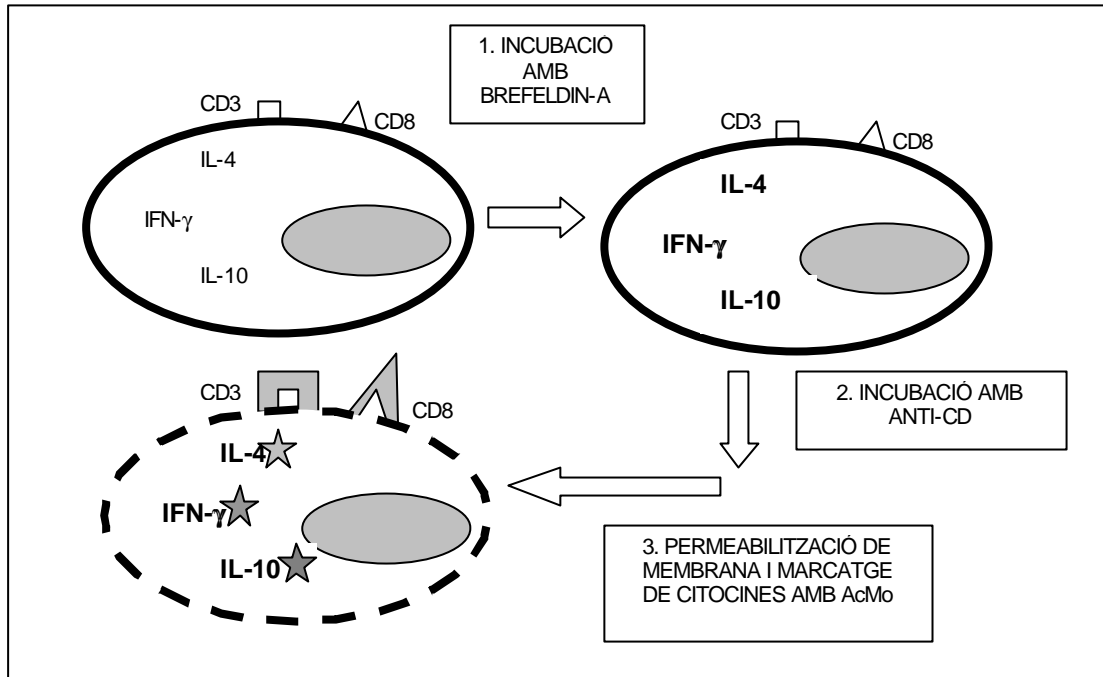 1. INCUBACIÓ
AMB
BREFELDIN-A
CD3
CD8
IL-4
IFN-γ
IL-10
CD3
CD8
IL-4
IFN-γ
IL-10
2. INCUBACIÓ AMB
ANTI-CD
CD3
CD8
IL-4
IFN-γ
IL-10
3. PERMEABILITZACIÓ DE
MEMBRANA I MARCATGE
DE CITOCINES AMB AcMo